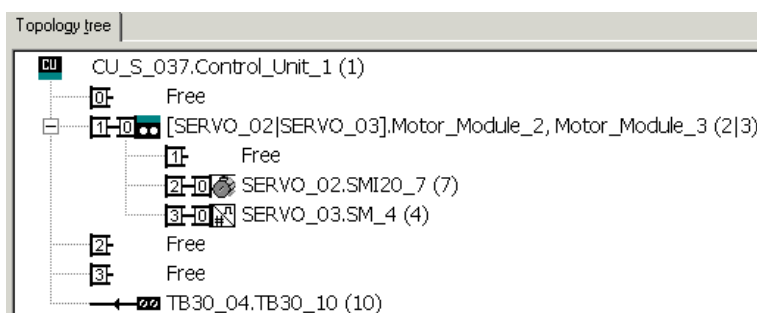 Topology tree
CU CU_S_037.Control_Unit_1 (1)
0 Free
1 0 [SERVO_02|SERVO_03].Motor_Module_2, Motor_Module_3 (2|3)
1 Free
2 0 SERVO_02.SMI20_7 (7)
3 0 SERVO_03.SM_4 (4)
2 Free
3 Free
TB30_04.TB30_10 (10)